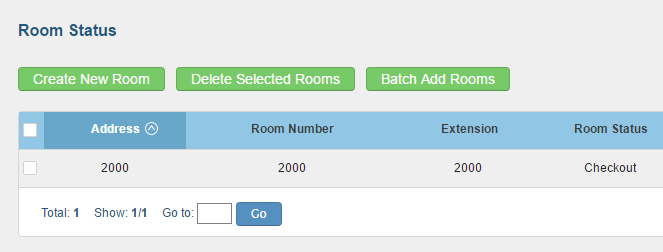 Room Status
Create New Room Delete Selected Rooms Batch Add Rooms
Address Room Number Extension Room Status
2000 2000 2000 Checkout
Total: 1 Show: 1/1 Go to: Go